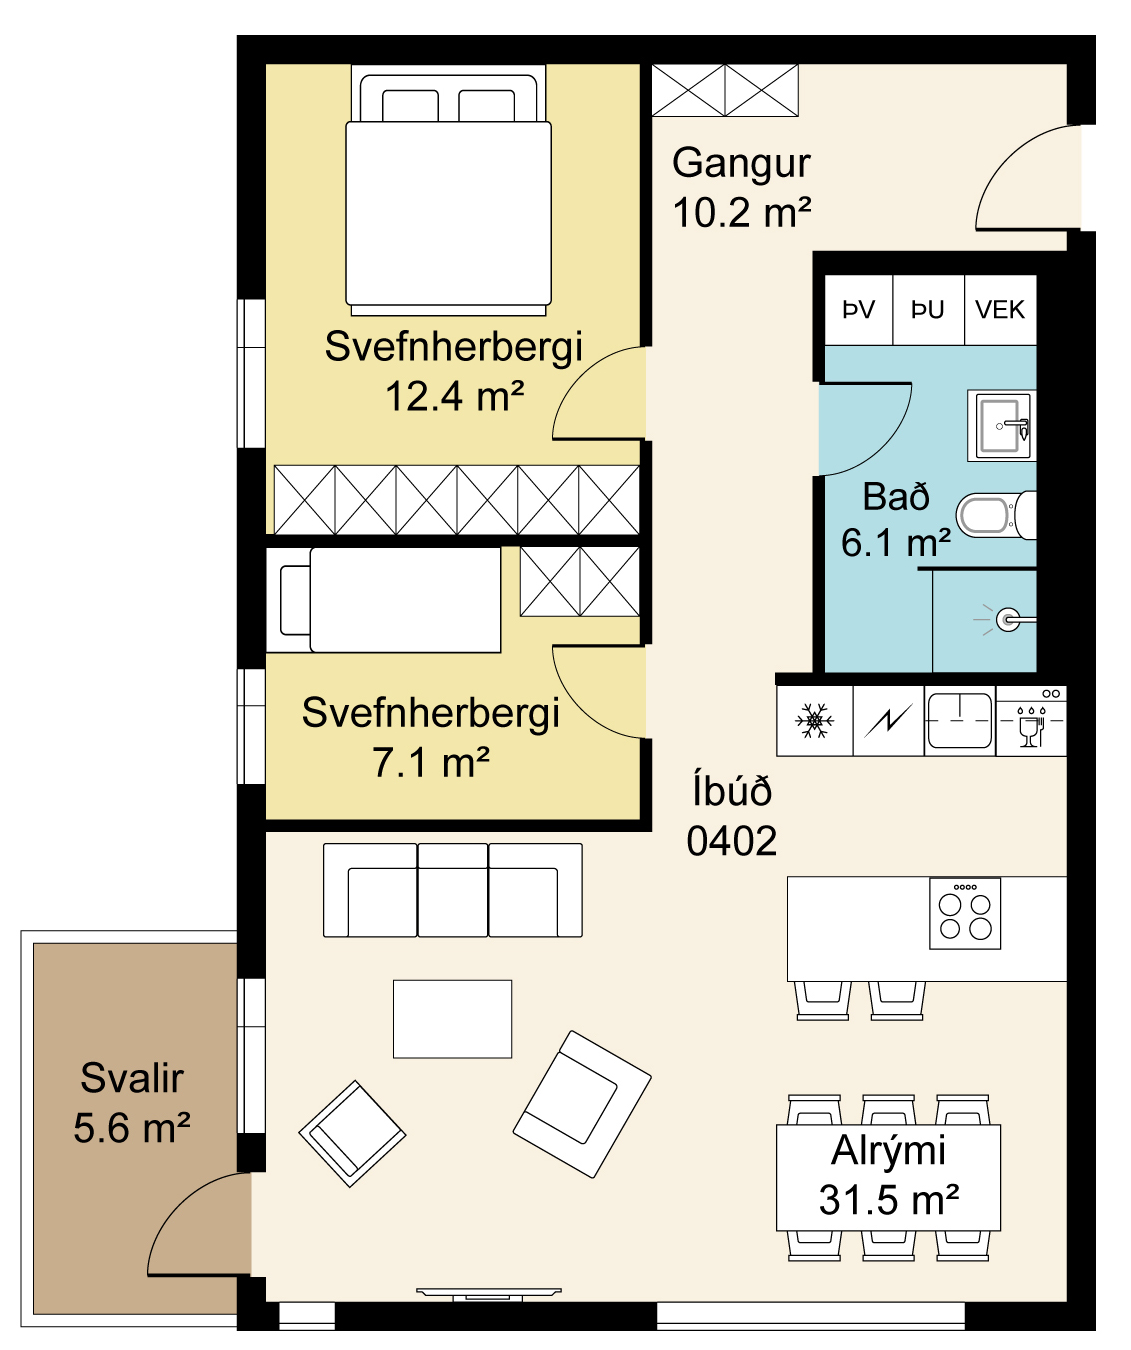 Gangur
10.2 m²
ÞV ÞU VEK
Svefnherbergi
12.4 m²
Bað
6.1 m²
Svefnherbergi
7.1 m²
Íbúð
0402
Svalir
5.6 m²
Alrými
31.5 m²